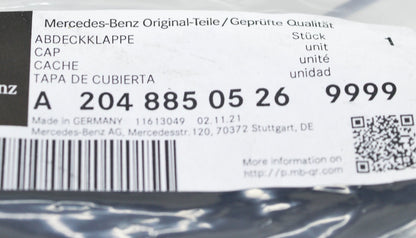 Mercedes-Benz Original-Teile/Geprüfte Qualität
ABDECKKLAPPE Stück 1
CAP unit
CACHE unité
TAPA DE CUBIERTA unidad
nz
A 204 885 05 26 9999
Made in GERMANY 11613049 02.11.21
Mercedes-Benz AG, Mercedesstr.120, 70372 Stuttgart, DE
More information on
http://p.mb-qr.com/